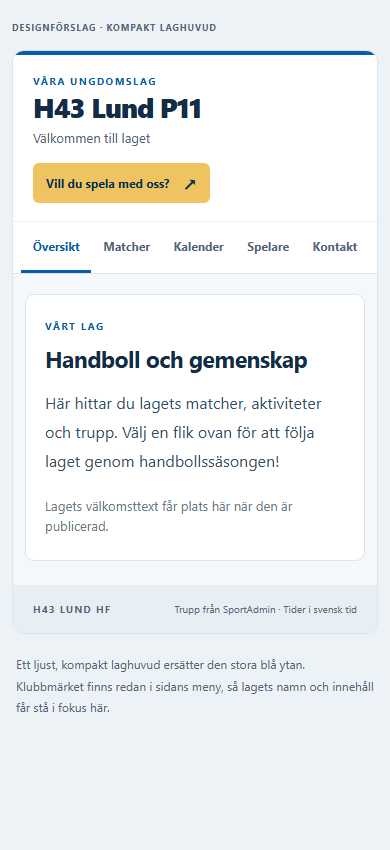 DESIGNFÖRSLAG · KOMPAKT LAGHUVUD
VÅRA UNGDOMSLAG
H43 Lund P11
Välkommen till laget
Vill du spela med oss? ↗
Översikt Matcher Kalender Spelare Kontakt
VÅRT LAG
Handboll och gemenskap
Här hittar du lagets matcher, aktiviteter
och trupp. Välj en flik ovan för att följa
laget genom handbollssäsongen!
Lagets välkomsttext får plats här när den är
publicerad.
H43 LUND HF Trupp från SportAdmin · Tider i svensk tid
Ett ljust, kompakt laghuvud ersätter den stora blå ytan.
Klubbmärket finns redan i sidans meny, så lagets namn och innehåll
får stå i fokus här.